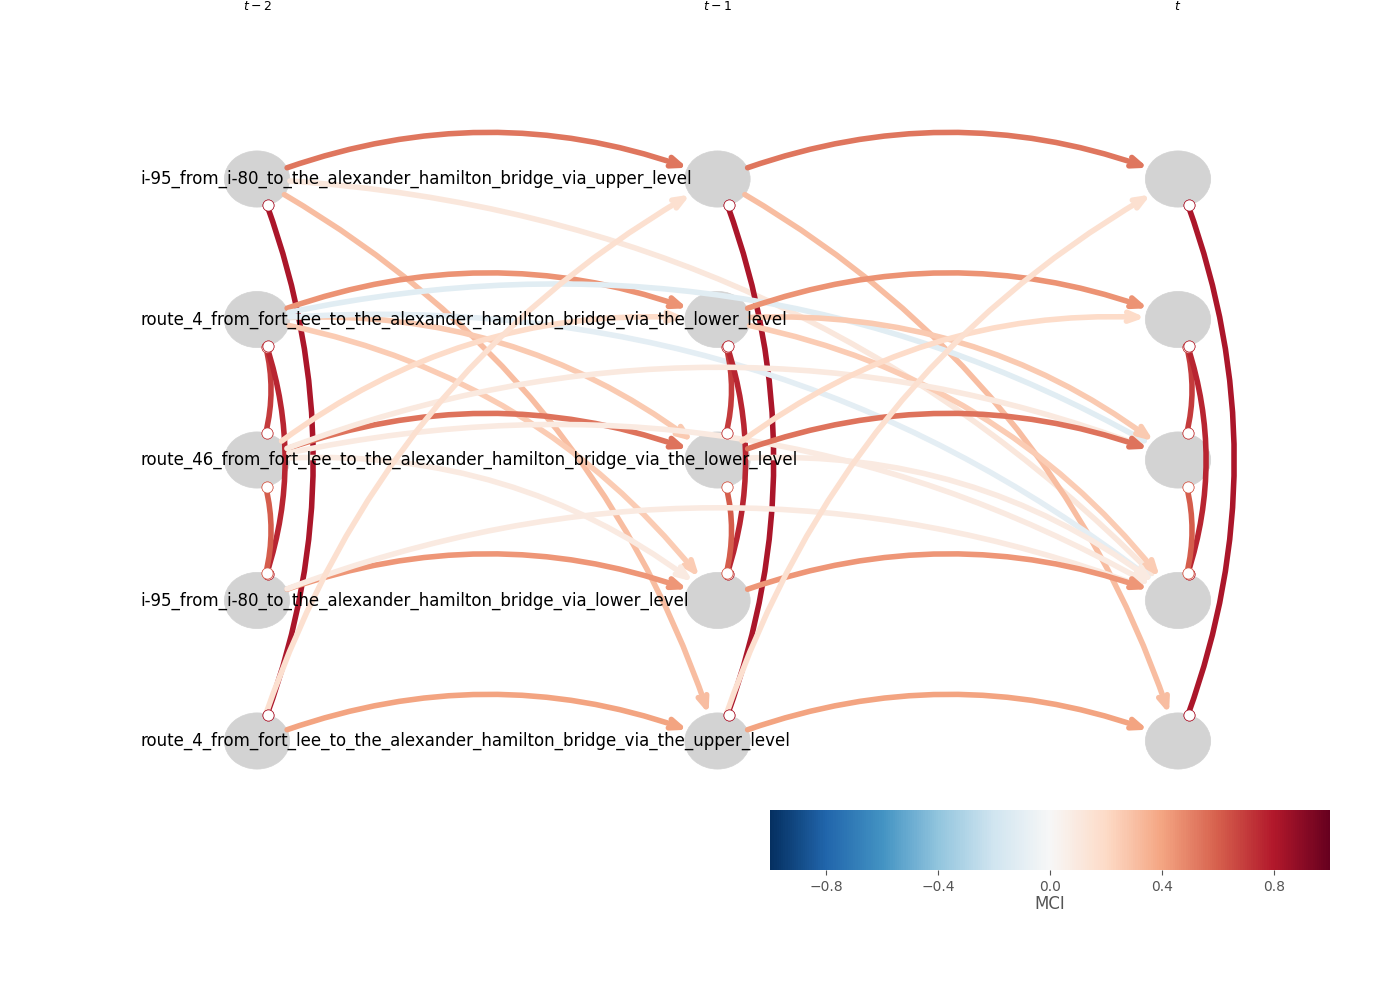 t − 2 t − 1 t
i-95_from_i-80_to_the_alexander_hamilton_bridge_via_upper_level
route_4_from_fort_lee_to_the_alexander_hamilton_bridge_via_the_lower_level
route_46_from_fort_lee_to_the_alexander_hamilton_bridge_via_the_lower_level
i-95_from_i-80_to_the_alexander_hamilton_bridge_via_lower_level
route_4_from_fort_lee_to_the_alexander_hamilton_bridge_via_the_upper_level
−0.8 −0.4 0.0 0.4 0.8
MCI